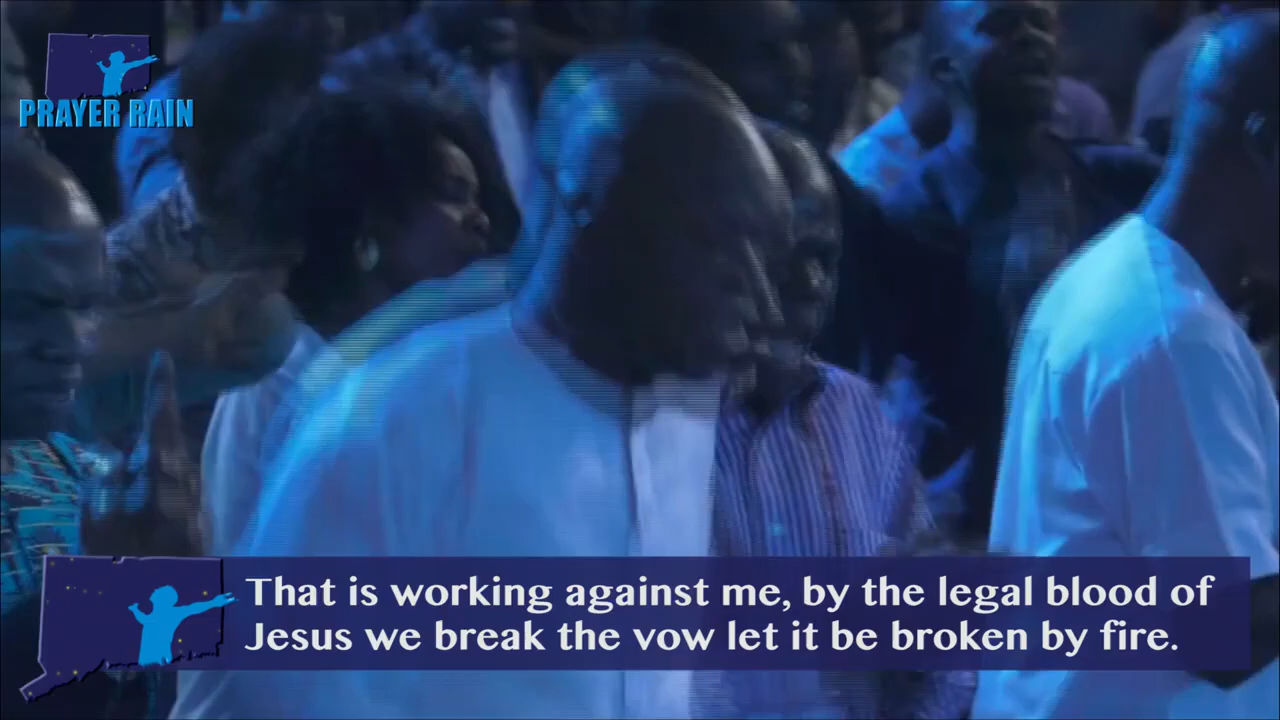 PRAYER RAIN
That is working against me, by the legal blood of
Jesus we break the vow let it be broken by fire.